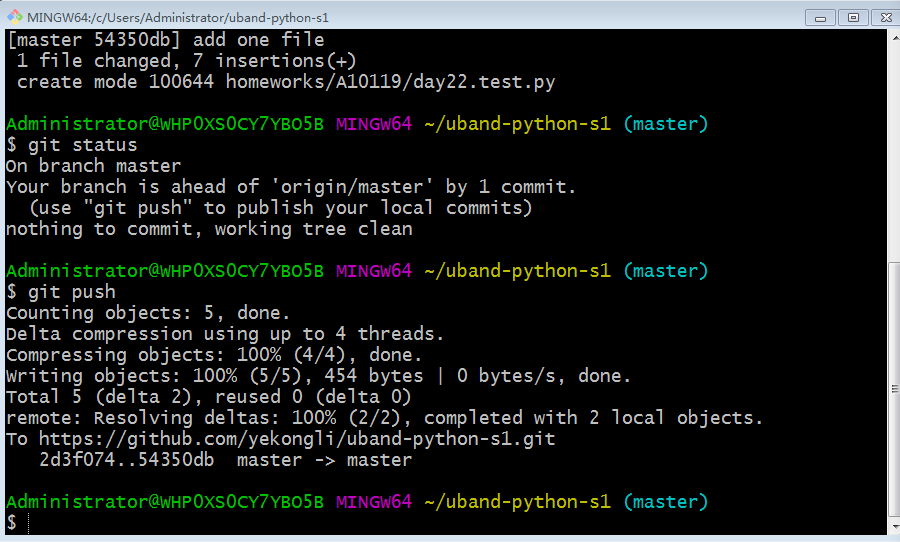 MINGW64:/c/Users/Administrator/uband-python-s1
[master 54350db] add one file
 1 file changed, 7 insertions(+)
 create mode 100644 homeworks/A10119/day22.test.py
Administrator@WHP0XS0CY7YBO5B MINGW64 ~/uband-python-s1 (master)
$ git status
On branch master
Your branch is ahead of 'origin/master' by 1 commit.
  (use "git push" to publish your local commits)
nothing to commit, working tree clean
Administrator@WHP0XS0CY7YBO5B MINGW64 ~/uband-python-s1 (master)
$ git push
Counting objects: 5, done.
Delta compression using up to 4 threads.
Compressing objects: 100% (4/4), done.
Writing objects: 100% (5/5), 454 bytes | 0 bytes/s, done.
Total 5 (delta 2), reused 0 (delta 0)
remote: Resolving deltas: 100% (2/2), completed with 2 local objects.
To https://github.com/yekongli/uband-python-s1.git
   2d3f074..54350db  master -> master
Administrator@WHP0XS0CY7YBO5B MINGW64 ~/uband-python-s1 (master)
$